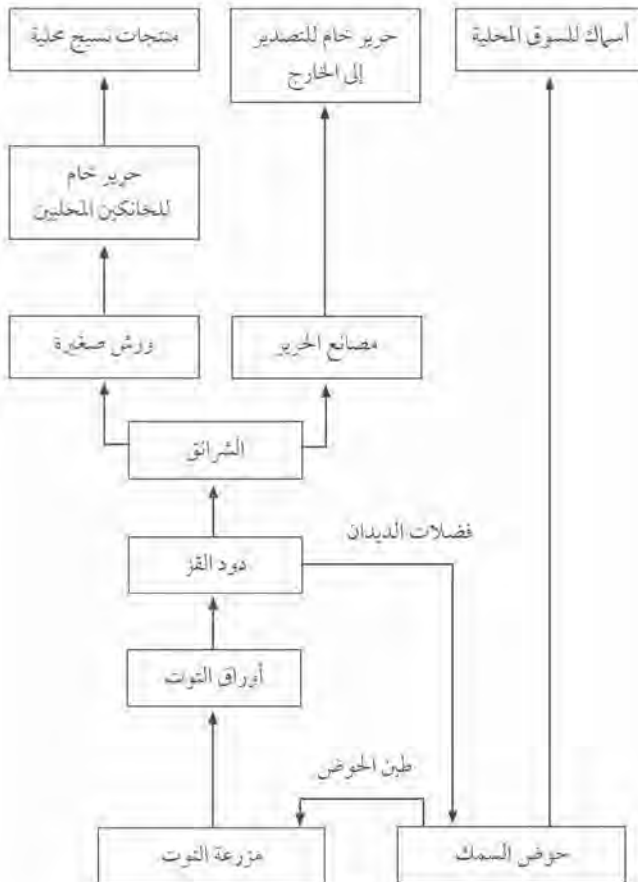 أسماك للسوق المحلية
حرير خام للتصدير
إلى الخارج
منتجات نسيج محلية
حرير خام
للحائكين المحليين
مصانع الحرير
ورش صغيرة
الشرانق
فضلات الديدان
دود القز
أوراق التوت
طين الحوض
حوض السمك
مزرعة التوت